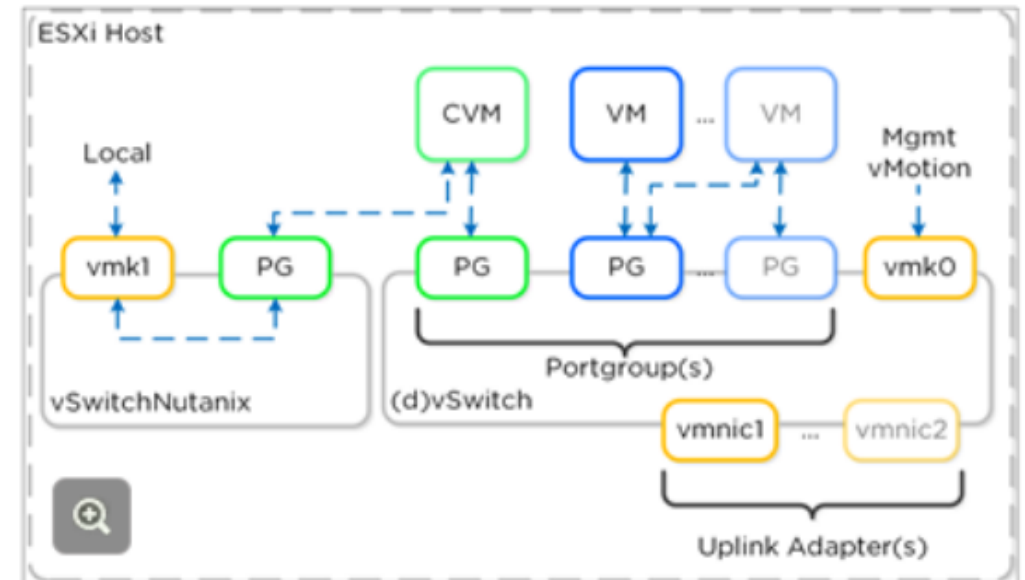 ESXi Host
CVM
VM
...
VM
Local
Mgmt
vMotion
vmk1
PG
PG
PG
...
PG
vmk0
Portgroup(s)
vSwitchNutanix
(d)vSwitch
vmnic1
...
vmnic2
Uplink Adapter(s)